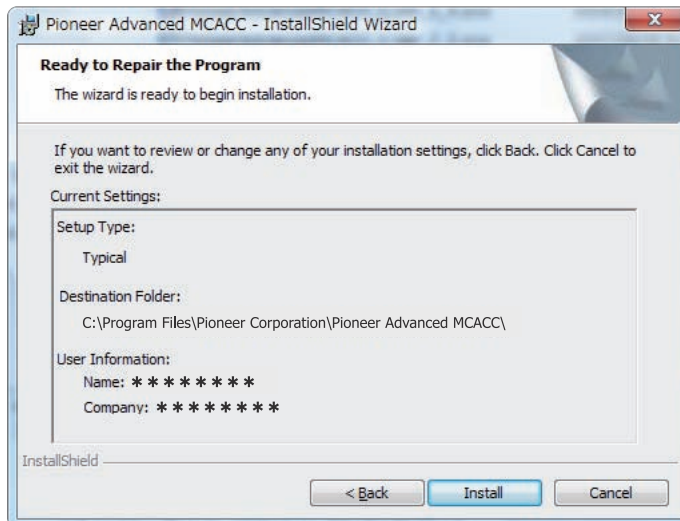 Pioneer Advanced MCACC - InstallShield Wizard
Ready to Repair the Program
The wizard is ready to begin installation.
If you want to review or change any of your installation settings, click Back. Click Cancel to
exit the wizard.
Current Settings:
Setup Type:
Typical
Destination Folder:
C:\Program Files\Pioneer Corporation\Pioneer Advanced MCACC\
User Information:
Name: ********
Company: ********
InstallShield
< Back
Install
Cancel